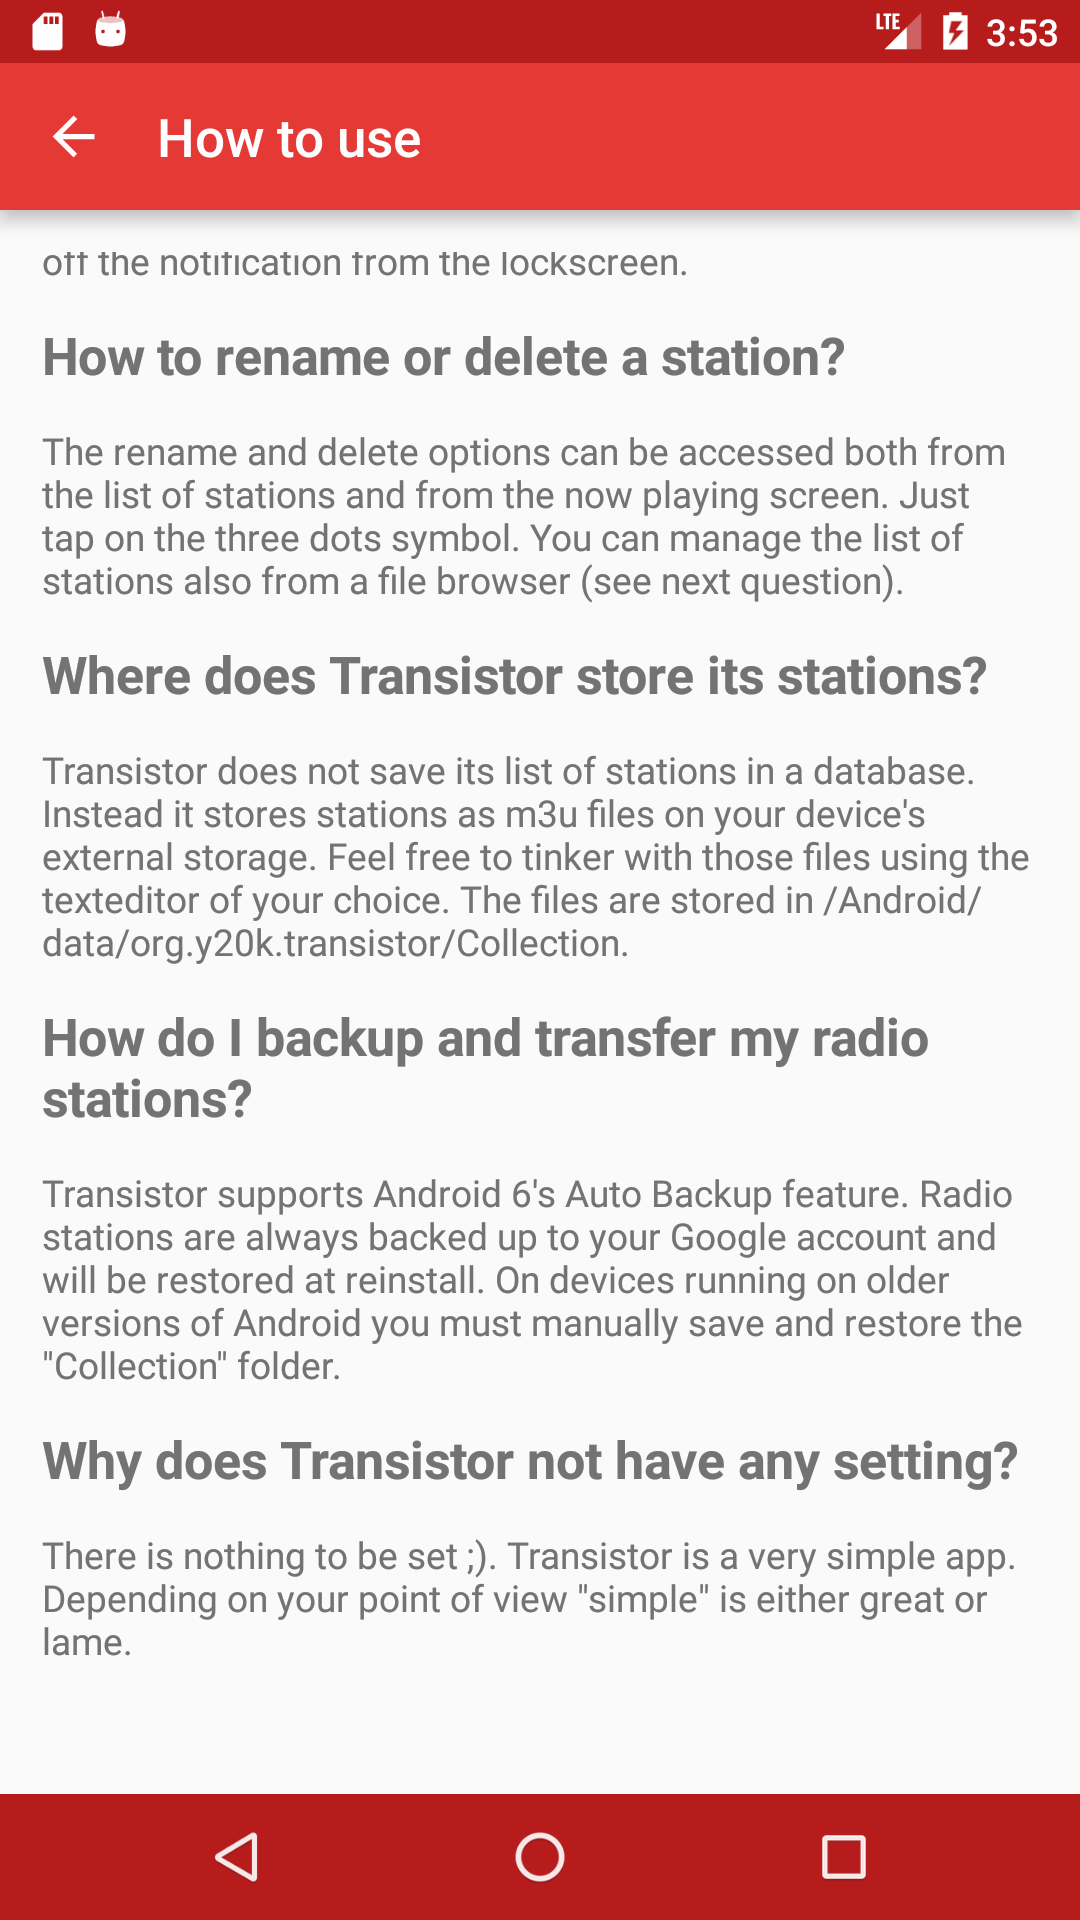 LTE 3:53
How to use
off the notification from the lockscreen.
How to rename or delete a station?
The rename and delete options can be accessed both from
the list of stations and from the now playing screen. Just
tap on the three dots symbol. You can manage the list of
stations also from a file browser (see next question).
Where does Transistor store its stations?
Transistor does not save its list of stations in a database.
Instead it stores stations as m3u files on your device's
external storage. Feel free to tinker with those files using the
texteditor of your choice. The files are stored in /Android/
data/org.y20k.transistor/Collection.
How do I backup and transfer my radio
stations?
Transistor supports Android 6's Auto Backup feature. Radio
stations are always backed up to your Google account and
will be restored at reinstall. On devices running on older
versions of Android you must manually save and restore the
"Collection" folder.
Why does Transistor not have any setting?
There is nothing to be set ;). Transistor is a very simple app.
Depending on your point of view "simple" is either great or
lame.